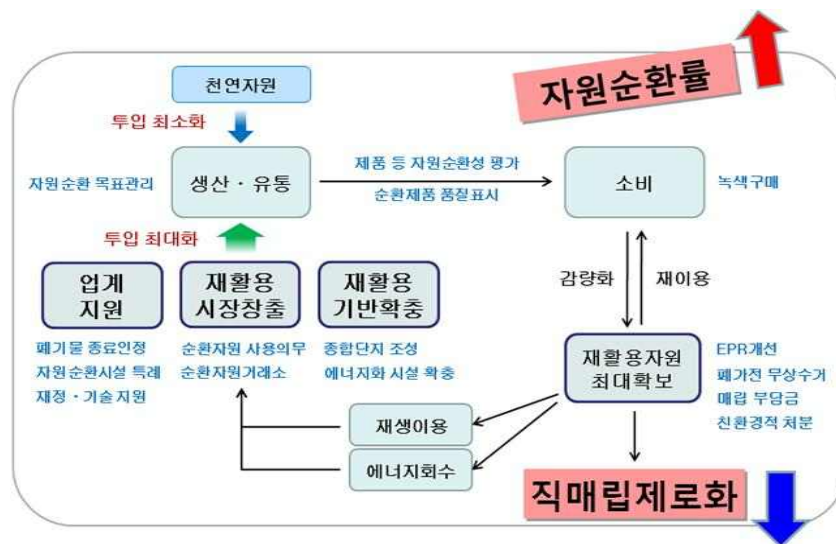 자원순환률
천연자원
투입 최소화
자원순환 목표관리
생산 · 유통
제품 등 자원순환성 평가
순환제품 품질표시
소비
녹색구매
투입 최대화
업계
지원
재활용
시장창출
재활용
기반확충
감량화
재이용
폐기물 종료인정
자원순환시설 특례
재정 · 기술 지원
순환자원 사용의무
순환자원거래소
종합단지 조성
에너지화 시설 확충
재활용자원
최대확보
EPR개선
폐가전 무상수거
매립 부담금
친환경적 처분
재생이용
에너지회수
직매립제로화